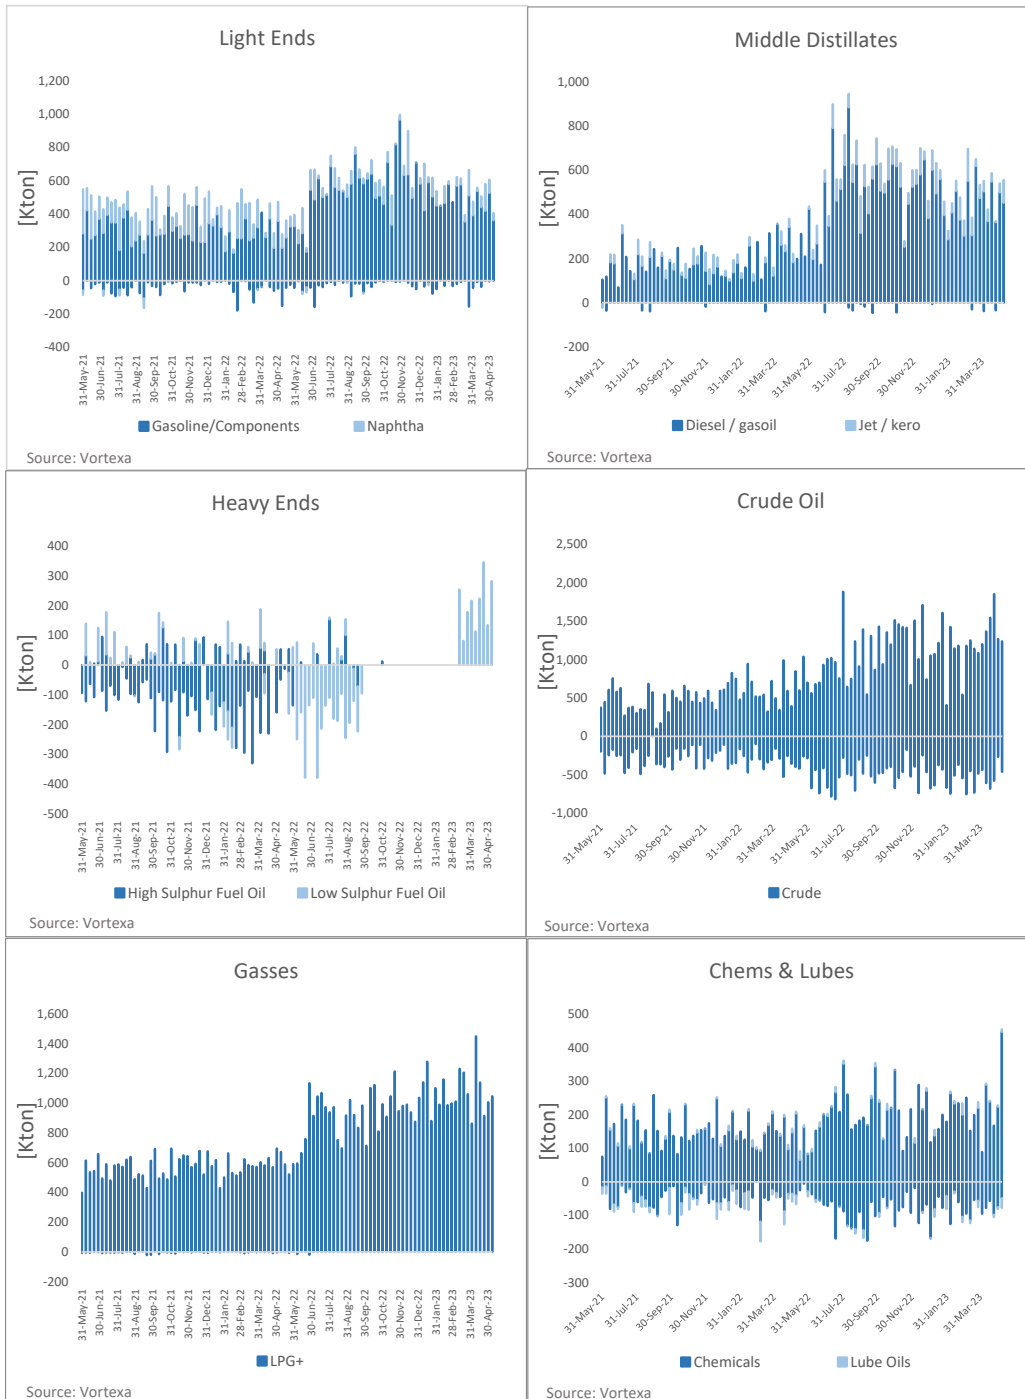 Light Ends
[Kton]
1,200
1,000
800
600
400
200
0
-200
-400
31-May-21
30-Jun-21
31-Jul-21
31-Aug-21
30-Sep-21
31-Oct-21
30-Nov-21
31-Dec-21
31-Jan-22
28-Feb-22
31-Mar-22
30-Apr-22
31-May-22
30-Jun-22
31-Jul-22
31-Aug-22
30-Sep-22
31-Oct-22
30-Nov-22
31-Dec-22
31-Jan-23
28-Feb-23
31-Mar-23
30-Apr-23
Gasoline/Components Naphtha
Source: Vortexa
Middle Distillates
1,000
800
600
400
200
0
-200
31-May-21
31-Jul-21
30-Sep-21
30-Nov-21
31-Jan-22
31-Mar-22
31-May-22
31-Jul-22
30-Sep-22
30-Nov-22
31-Jan-23
31-Mar-23
Diesel / gasoil Jet / kero
Source: Vortexa
Heavy Ends
[Kton]
400
300
200
100
0
-100
-200
-300
-400
-500
31-May-21
30-Jun-21
31-Jul-21
31-Aug-21
30-Sep-21
31-Oct-21
30-Nov-21
31-Dec-21
31-Jan-22
28-Feb-22
31-Mar-22
30-Apr-22
31-May-22
30-Jun-22
31-Jul-22
31-Aug-22
30-Sep-22
31-Oct-22
30-Nov-22
31-Dec-22
31-Jan-23
28-Feb-23
31-Mar-23
30-Apr-23
High Sulphur Fuel Oil Low Sulphur Fuel Oil
Source: Vortexa
Crude Oil
2,500
2,000
1,500
1,000
500
0
-500
-1,000
31-May-21
31-Jul-21
30-Sep-21
30-Nov-21
31-Jan-22
31-Mar-22
31-May-22
31-Jul-22
30-Sep-22
30-Nov-22
31-Jan-23
31-Mar-23
Crude
Source: Vortexa
Gasses
[Kton]
1,600
1,400
1,200
1,000
800
600
400
200
0
-200
31-May-21
30-Jun-21
31-Jul-21
31-Aug-21
30-Sep-21
31-Oct-21
30-Nov-21
31-Dec-21
31-Jan-22
28-Feb-22
31-Mar-22
30-Apr-22
31-May-22
30-Jun-22
31-Jul-22
31-Aug-22
30-Sep-22
31-Oct-22
30-Nov-22
31-Dec-22
31-Jan-23
28-Feb-23
31-Mar-23
30-Apr-23
LPG+
Source: Vortexa
Chems & Lubes
500
400
300
200
100
0
-100
-200
-300
31-May-21
31-Jul-21
30-Sep-21
30-Nov-21
31-Jan-22
31-Mar-22
31-May-22
31-Jul-22
30-Sep-22
30-Nov-22
31-Jan-23
31-Mar-23
Chemicals Lube Oils
Source: Vortexa